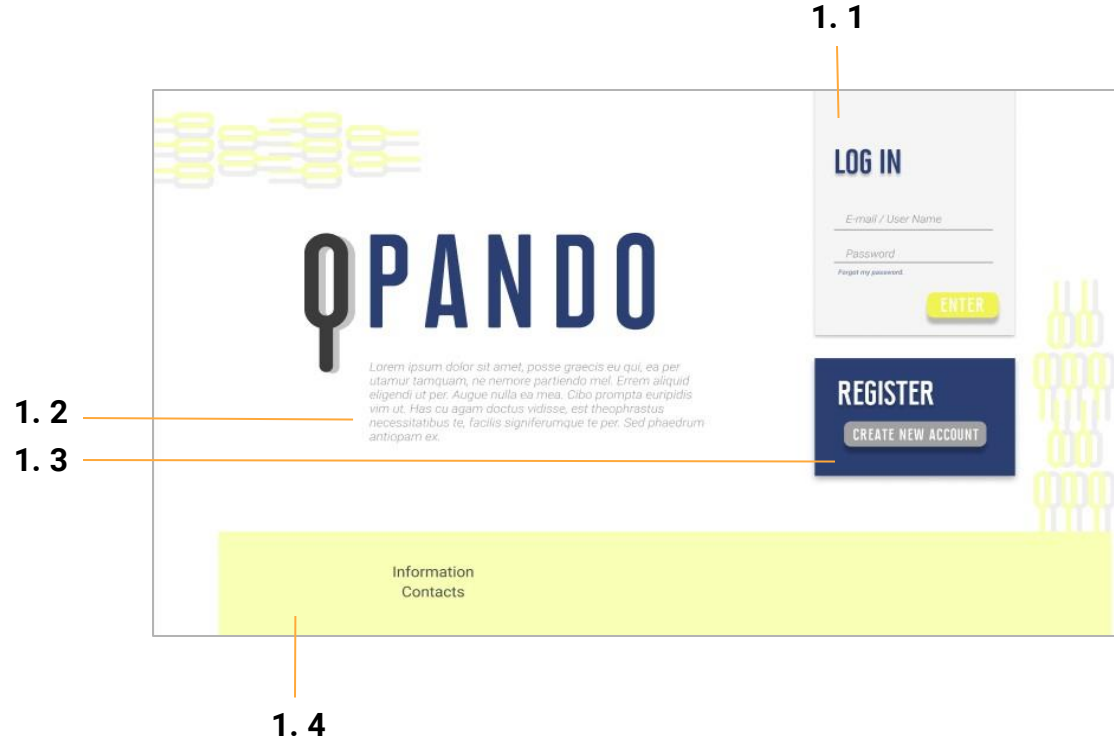 1. 1
LOG IN
E-mail / User Name
Password
Forgot my password.
ENTER
PANDO
Lorem ipsum dolor sit amet, posse graecis eu qui, ea per
utamur tamquam, ne nemore partiendo mel. Errem aliquid
eligendi ut per. Augue nulla ea mea. Cibo prompta euripidis
vim ut. Has cu agam doctus vidisse, est theophrastus
necessitatibus te, facilis signiferumque te per. Sed phaedrum
antiopam ex.
1. 2
1. 3
REGISTER
CREATE NEW ACCOUNT
Information
Contacts
1. 4